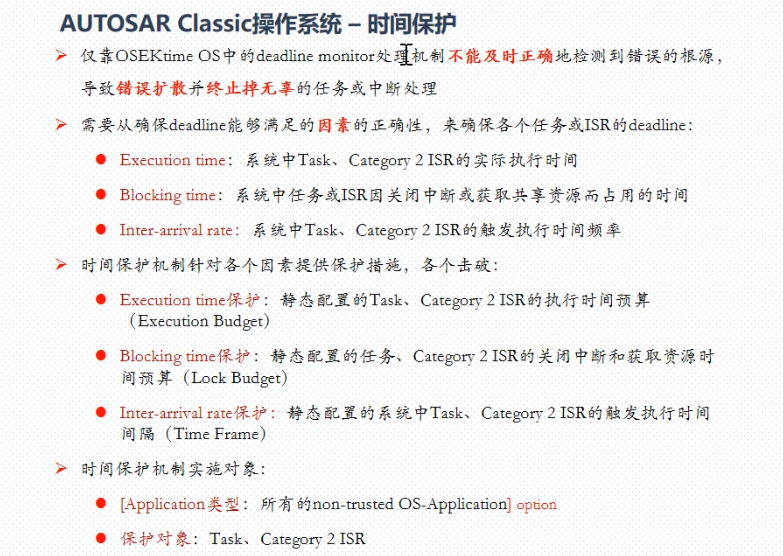 AUTOSAR Classic操作系统 – 时间保护
仅靠OSEKtime OS中的deadline monitor处理机制不能及时正确地检测到错误的根源，
导致错误扩散并终止掉无辜的任务或中断处理
需要从确保deadline能够满足的因素的正确性，来确保各个任务或ISR的deadline：
Execution time：系统中Task、Category 2 ISR的实际执行时间
Blocking time：系统中任务或ISR因关闭中断或获取共享资源而占用的时间
Inter-arrival rate：系统中Task、Category 2 ISR的触发执行时间频率
时间保护机制针对各个因素提供保护措施，各个击破：
Execution time保护：静态配置的Task、Category 2 ISR的执行时间预算
（Execution Budget）
Blocking time保护：静态配置的任务、Category 2 ISR的关闭中断和获取资源时
间预算（Lock Budget）
Inter-arrival rate保护：静态配置的系统中Task、Category 2 ISR的触发执行时间
间隔（Time Frame）
时间保护机制实施对象：
[Application类型：所有的non-trusted OS-Application] option
保护对象：Task、Category 2 ISR